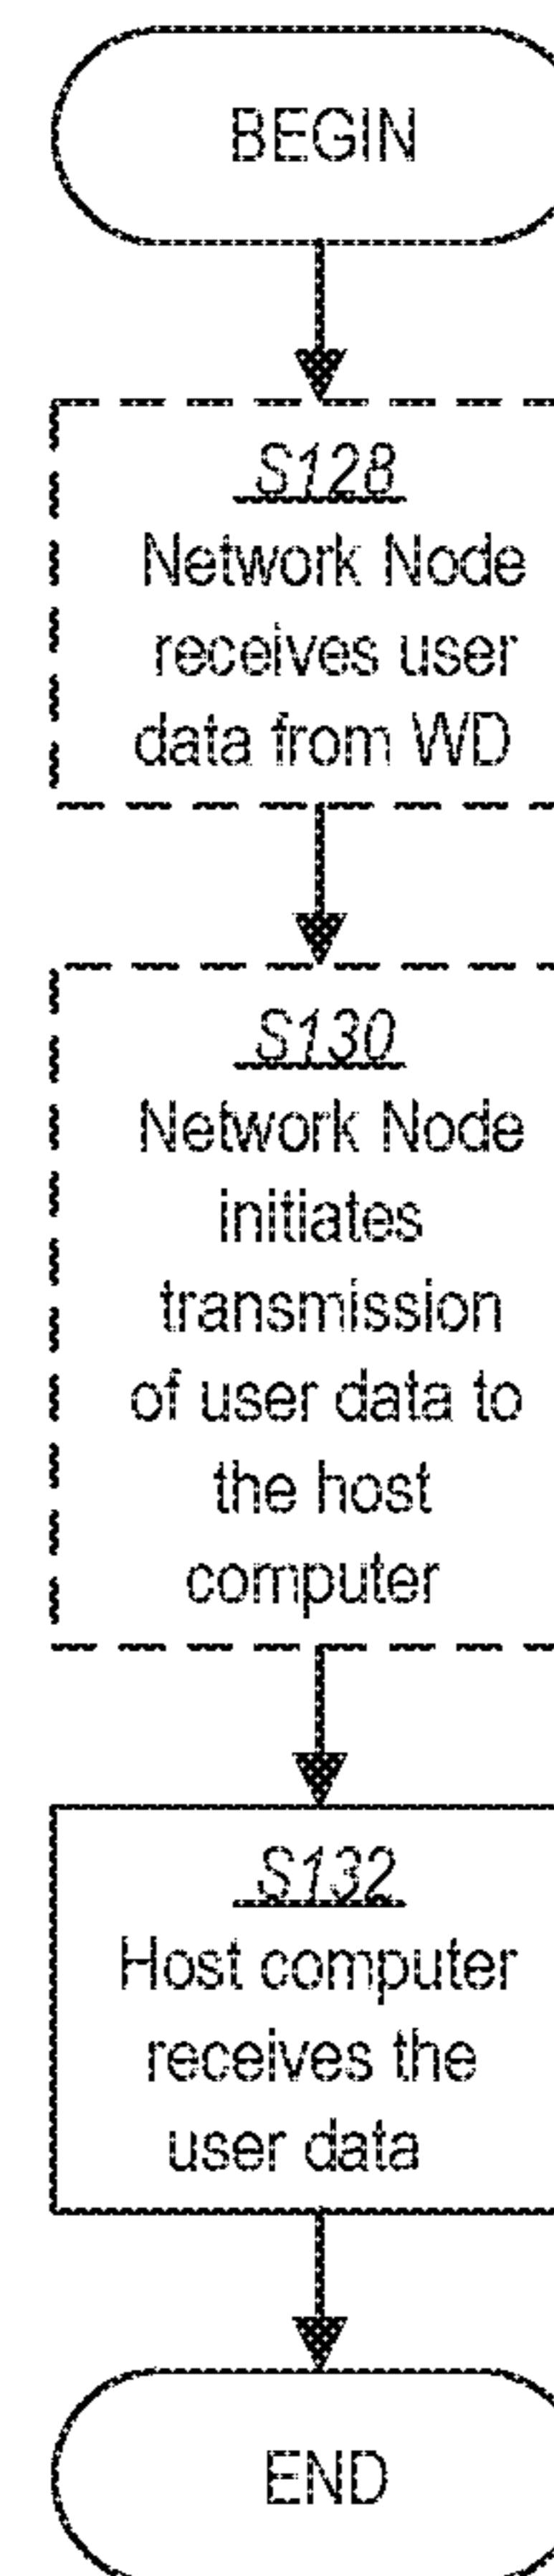 BEGIN
S128
Network Node
receives user
data from WD
S130
Network Node
initiates
transmission
of user data to
the host
computer
S132
Host computer
receives the
user data
END